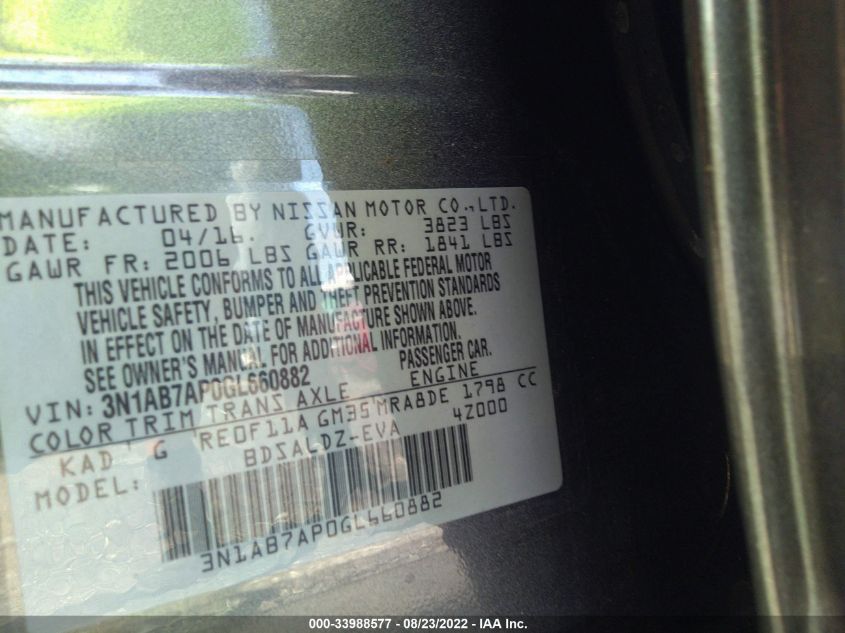 MANUFACTURED BY NISSAN MOTOR CO.,LTD.
DATE: 04/16. GVWR: 3823 LBS
GAWR FR: 2006 LBS GAWR RR: 1841 LBS
THIS VEHICLE CONFORMS TO ALL APPLICABLE FEDERAL MOTOR
VEHICLE SAFETY, BUMPER AND THEFT PREVENTION STANDARDS
IN EFFECT ON THE DATE OF MANUFACTURE SHOWN ABOVE.
SEE OWNER'S MANUAL FOR ADDITIONAL INFORMATION.
VIN: 3N1AB7AP0GL660882 PASSENGER CAR.
COLOR TRIM TRANS AXLE ENGINE
KAD G RE0F11A GM35 MRA8DE 1798 CC
MODEL: BDSALDZ-EVA 4Z000
3N1AB7AP0GL660882
000-33988577 - 08/23/2022 - IAA Inc.